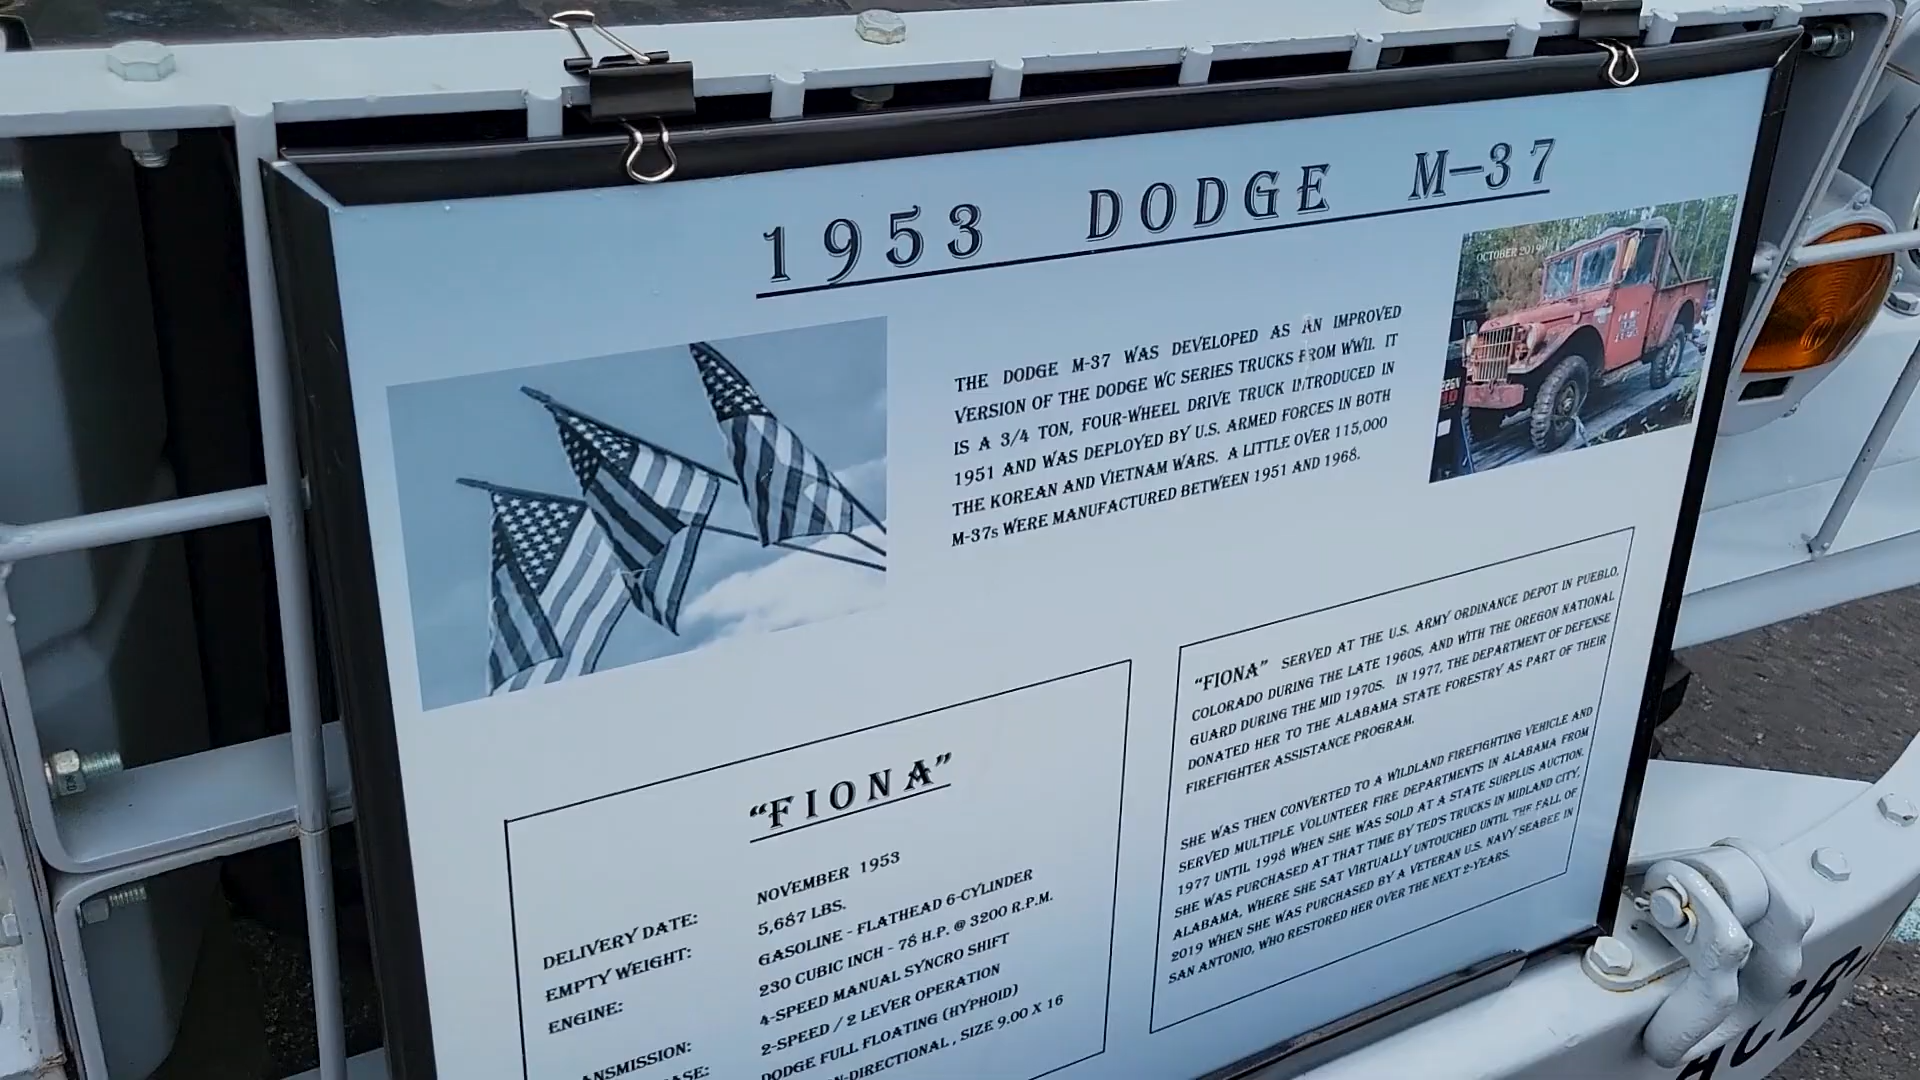 1953 DODGE M-37
OCTOBER 2019
THE DODGE M-37 WAS DEVELOPED AS AN IMPROVED
VERSION OF THE DODGE WC SERIES TRUCKS FROM WWII. IT
IS A 3/4 TON, FOUR-WHEEL DRIVE TRUCK INTRODUCED IN
1951 AND WAS DEPLOYED BY U.S. ARMED FORCES IN BOTH
THE KOREAN AND VIETNAM WARS. A LITTLE OVER 115,000
M-37s WERE MANUFACTURED BETWEEN 1951 AND 1968.
"FIONA"
DELIVERY DATE: NOVEMBER 1953
EMPTY WEIGHT: 5,687 LBS.
ENGINE: GASOLINE - FLATHEAD 6-CYLINDER
230 CUBIC INCH - 78 H.P. @ 3200 R.P.M.
ANSMISSION: 4-SPEED MANUAL SYNCRO SHIFT
ASE: 2-SPEED / 2 LEVER OPERATION
DODGE FULL FLOATING (HYPHOID)
N-DIRECTIONAL, SIZE 9.00 X 16
"FIONA" SERVED AT THE U.S. ARMY ORDINANCE DEPOT IN PUEBLO,
COLORADO DURING THE LATE 1960S, AND WITH THE OREGON NATIONAL
GUARD DURING THE MID 1970S. IN 1977, THE DEPARTMENT OF DEFENSE
DONATED HER TO THE ALABAMA STATE FORESTRY AS PART OF THEIR
FIREFIGHTER ASSISTANCE PROGRAM.
SHE WAS THEN CONVERTED TO A WILDLAND FIREFIGHTING VEHICLE AND
SERVED MULTIPLE VOLUNTEER FIRE DEPARTMENTS IN ALABAMA FROM
1977 UNTIL 1998 WHEN SHE WAS SOLD AT A STATE SURPLUS AUCTION.
SHE WAS PURCHASED AT THAT TIME BY TED'S TRUCKS IN MIDLAND CITY,
ALABAMA, WHERE SHE SAT VIRTUALLY UNTOUCHED UNTIL THE FALL OF
2019 WHEN SHE WAS PURCHASED BY A VETERAN U.S. NAVY SEABEE IN
SAN ANTONIO, WHO RESTORED HER OVER THE NEXT 2-YEARS.